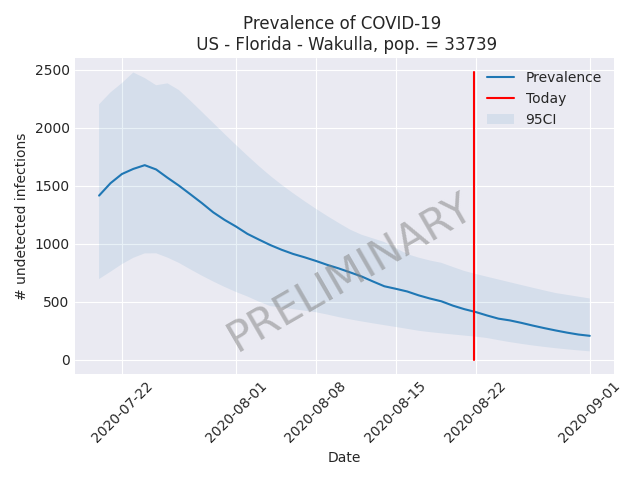 Prevalence of COVID-19
US - Florida - Wakulla, pop. = 33739
# undetected infections
2500
2000
1500
1000
500
0
Prevalence
Today
95CI
PRELIMINARY
2020-07-22
2020-08-01
2020-08-08
2020-08-15
2020-08-22
2020-09-01
Date